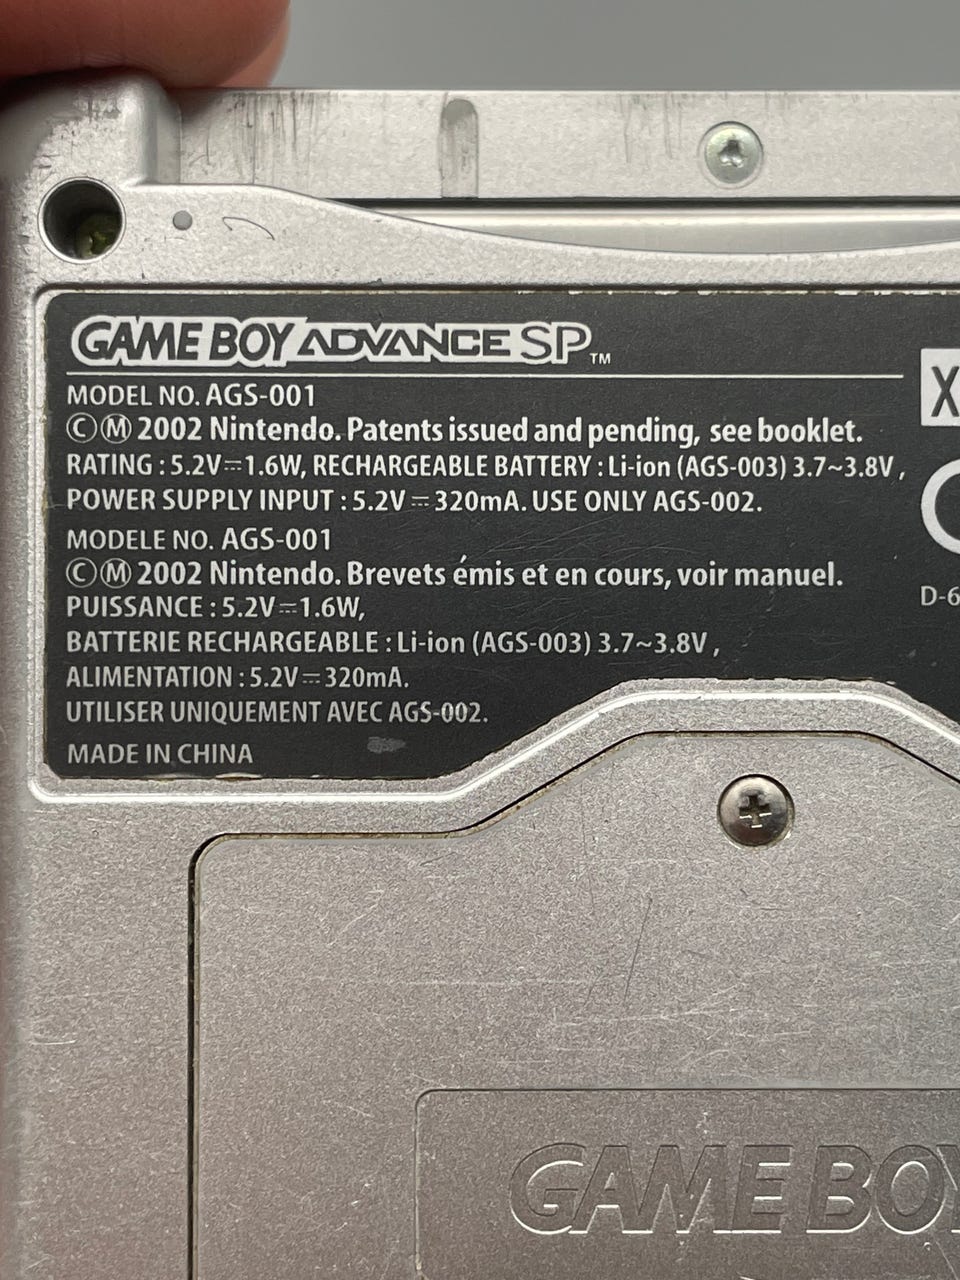 GAME BOY ADVANCE SP™
MODEL NO. AGS-001
ⒸⓂ 2002 Nintendo. Patents issued and pending, see booklet.
RATING : 5.2V⎓1.6W, RECHARGEABLE BATTERY : Li-ion (AGS-003) 3.7~3.8V ,
POWER SUPPLY INPUT : 5.2V⎓320mA. USE ONLY AGS-002.
MODELE NO. AGS-001
ⒸⓂ 2002 Nintendo. Brevets émis et en cours, voir manuel.
PUISSANCE : 5.2V⎓1.6W,
BATTERIE RECHARGEABLE : Li-ion (AGS-003) 3.7~3.8V ,
ALIMENTATION : 5.2V⎓320mA.
UTILISER UNIQUEMENT AVEC AGS-002.
MADE IN CHINA
X
D-6
GAME BOY